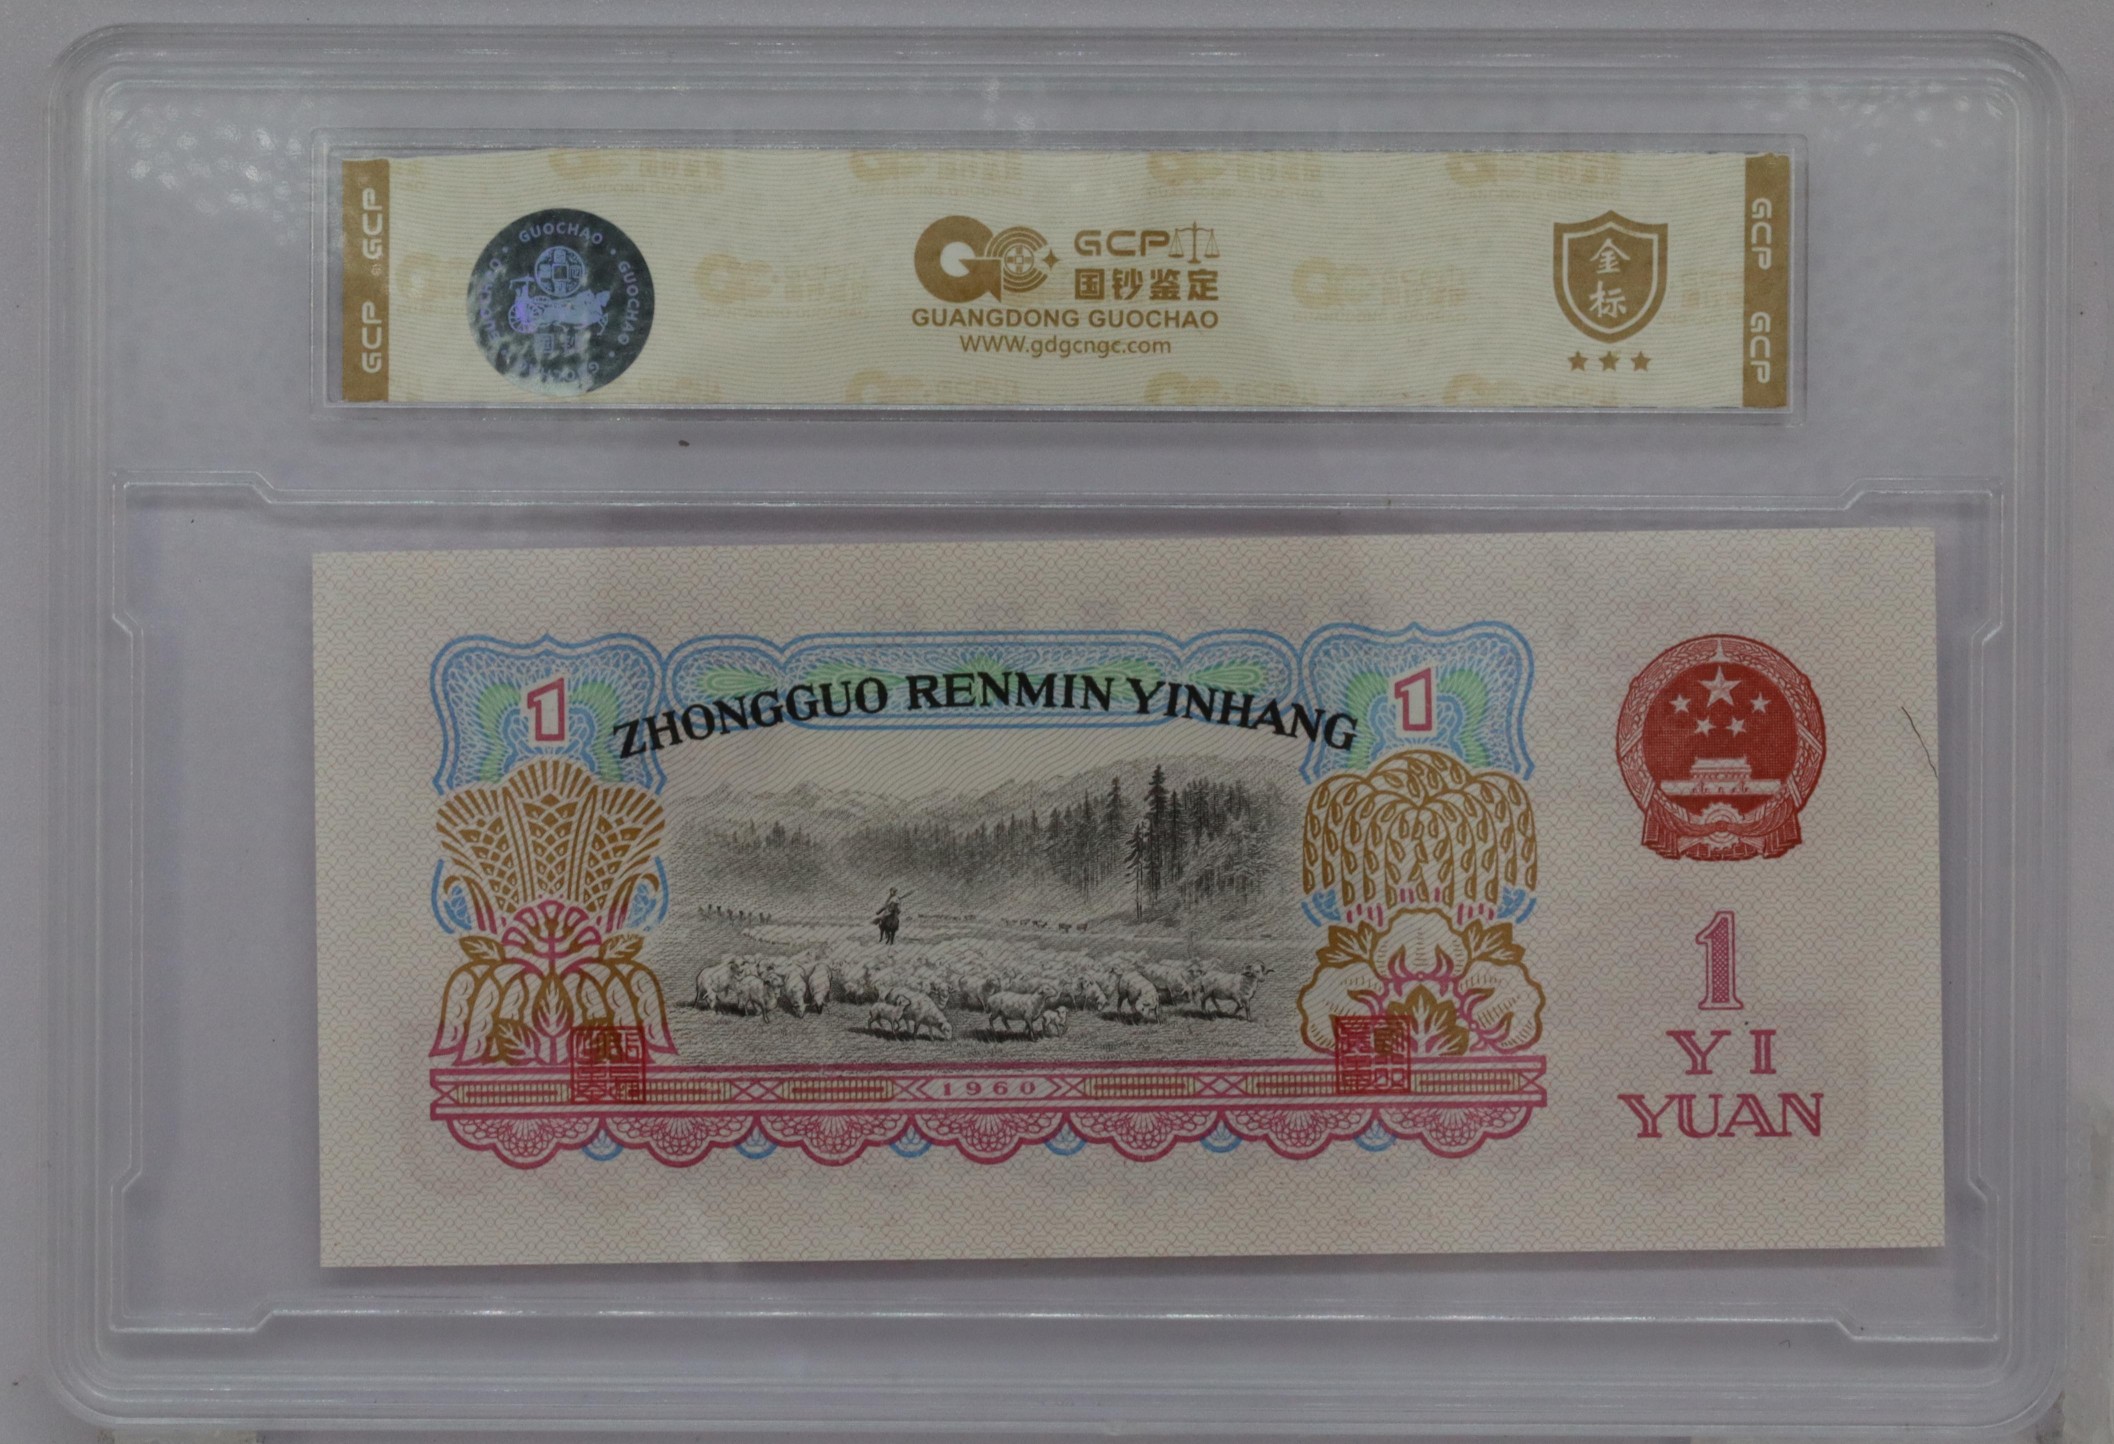 GCP GCP
GUOCHAO · GUOCHAO
GCP
国钞鉴定
GUANGDONG GUOCHAO
WWW.gdgcngc.com
金
标
GCP GCP
1
ZHONGGUO RENMIN YINHANG
1
1960
1
YI
YUAN